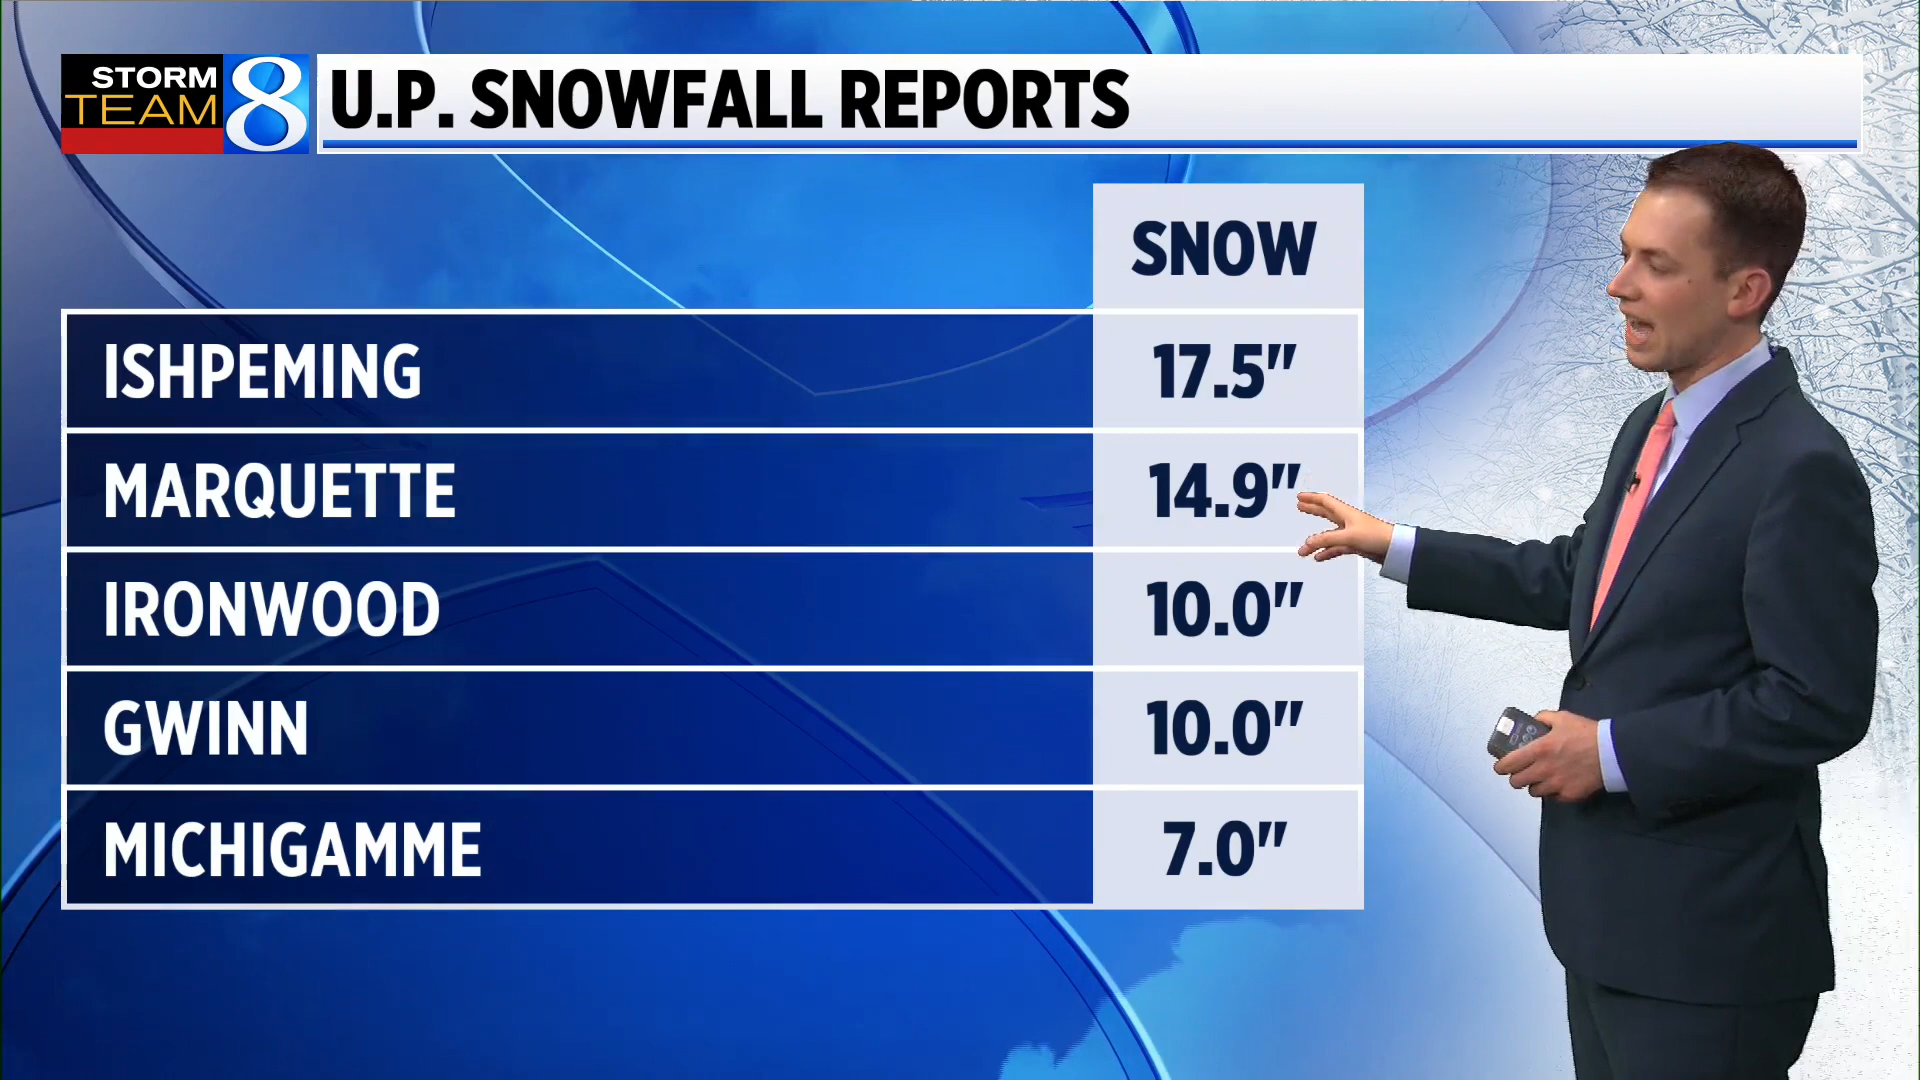 STORM
TEAM
8
U.P. SNOWFALL REPORTS
SNOW
ISHPEMING 17.5"
MARQUETTE 14.9"
IRONWOOD 10.0"
GWINN 10.0"
MICHIGAMME 7.0"